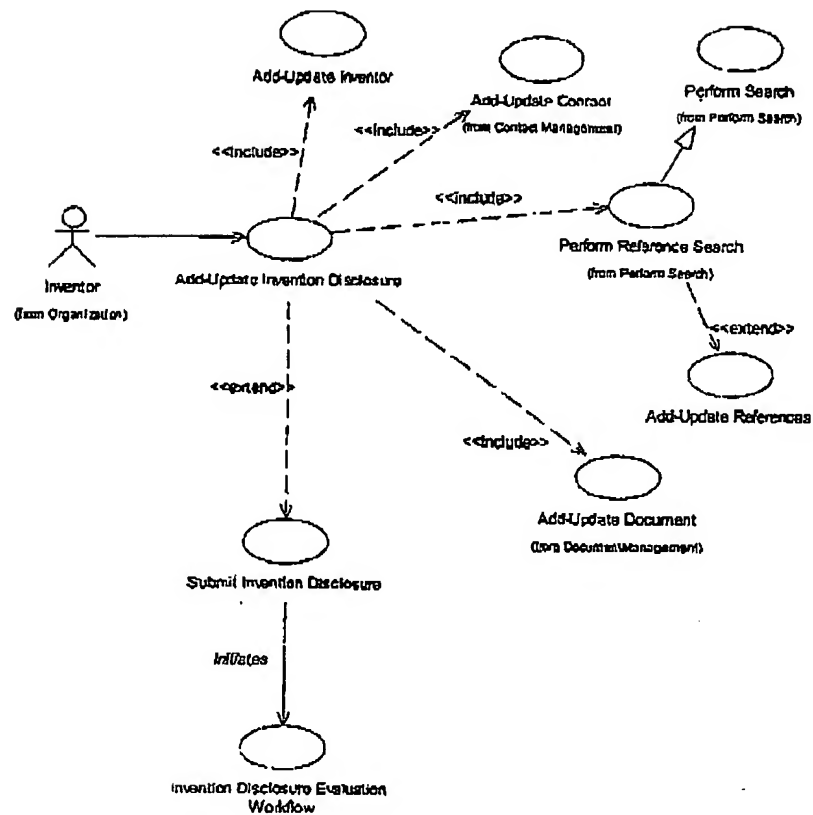 Add-Update Inventor
Add-Update Contact
(from Contact Management)
Perform Search
(from Perform Search)
<<include>>
<<include>>
<<include>>
Perform Reference Search
(from Perform Search)
Inventor
(from Organization)
Add-Update Invention Disclosure
<<extend>>
<<extend>>
Add-Update References
<<include>>
Add-Update Document
(from DocumentManagement)
Submit Invention Disclosure
Initiates
Invention Disclosure Evaluation
Workflow